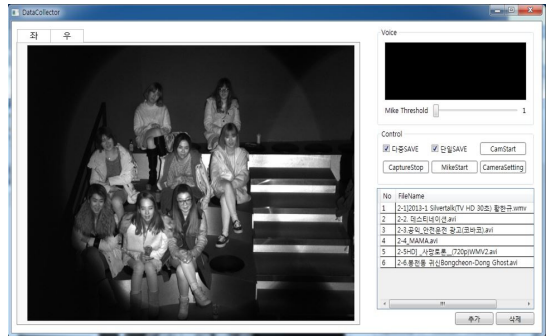 DataCollector
좌 우
Voice
Mike Threshold 1
Control
다중SAVE 단일SAVE CamStart
CaptureStop MikeStart CameraSetting
No FileName
1 2-1]2013-1 Silvertalk(TV HD 30초) 황한규.wmv
2 2-2. 데스티네이션.avi
3 2-3.공익_안전운전 광고(코바코).avi
4 2-4_MAMA.avi
5 2-5HD]_사망토론_(720p)WMV2.avi
6 2-6.봉천동 귀신Bongcheon-Dong Ghost.avi
추가 삭제